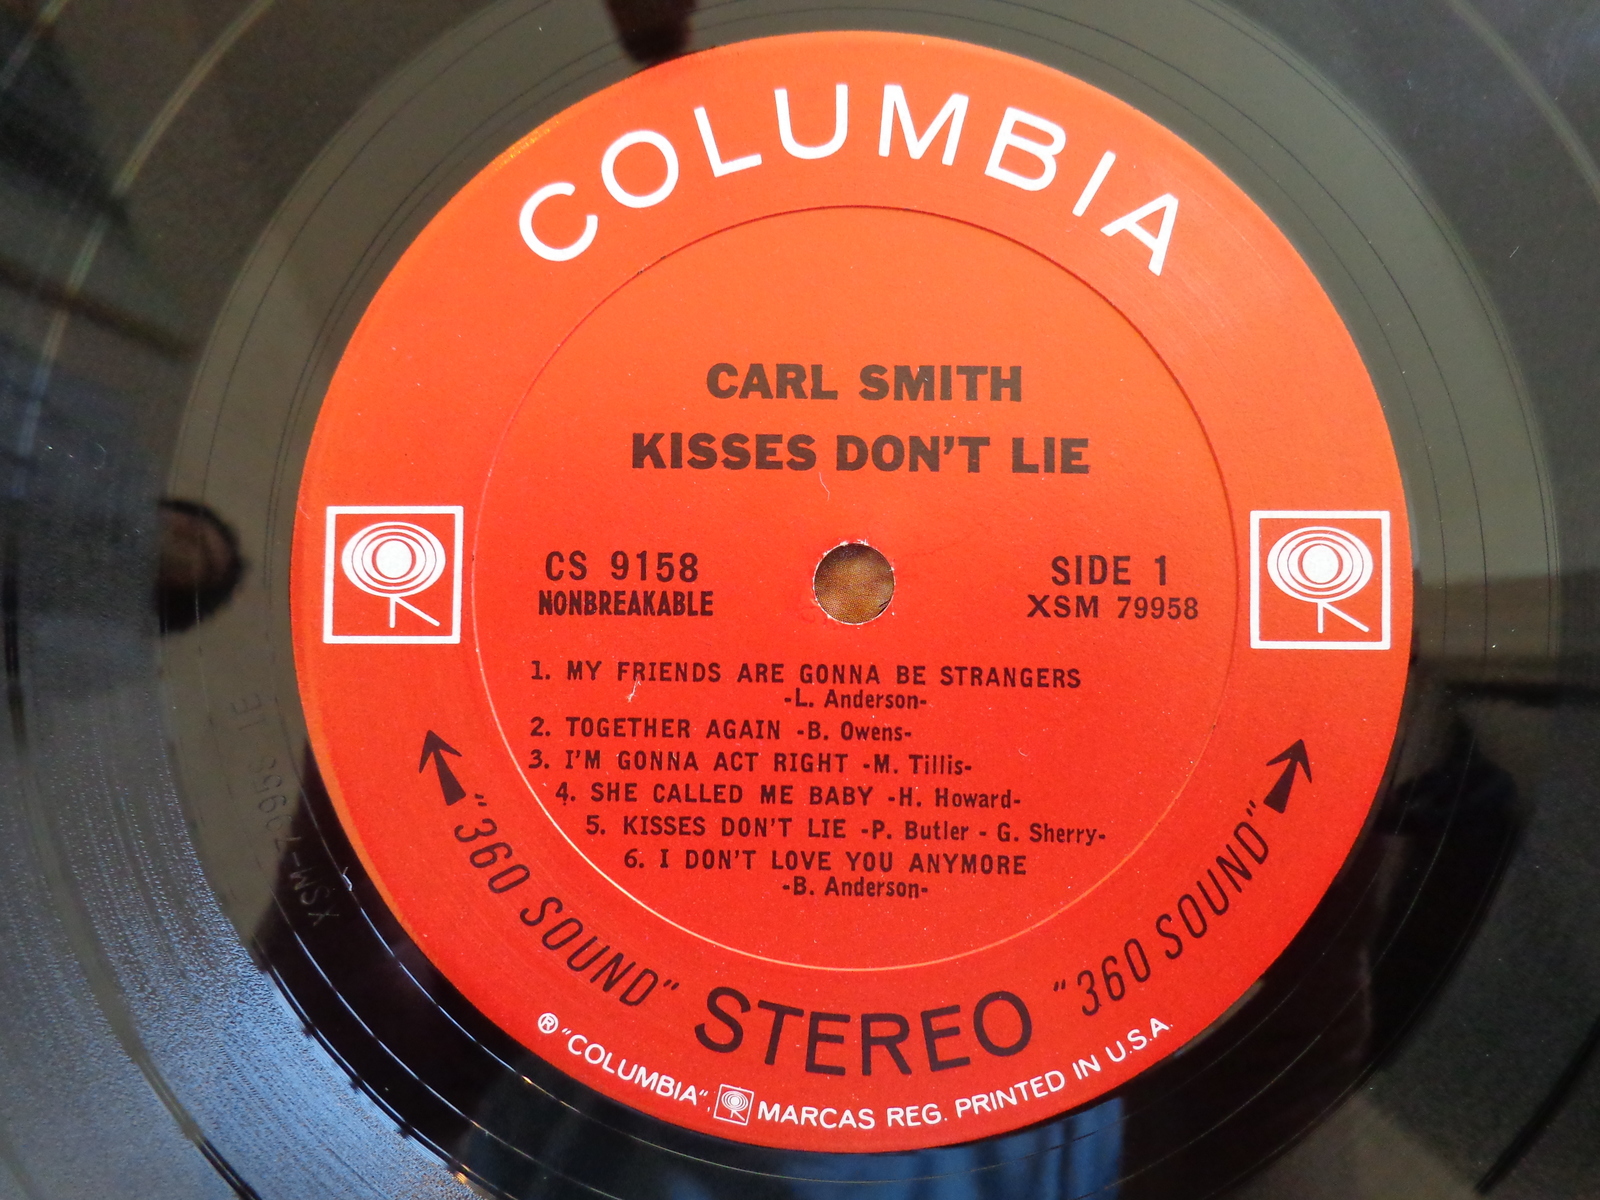 COLUMBIA
CARL SMITH
KISSES DON'T LIE
CS 9158
NONBREAKABLE
SIDE 1
XSM 79958
1. MY FRIENDS ARE GONNA BE STRANGERS
-L. Anderson-
2. TOGETHER AGAIN -B. Owens-
3. I'M GONNA ACT RIGHT -M. Tillis-
4. SHE CALLED ME BABY -H. Howard-
5. KISSES DON'T LIE -P. Butler - G. Sherry-
6. I DON'T LOVE YOU ANYMORE
-B. Anderson-
"360 SOUND" STEREO "360 SOUND"
® "COLUMBIA", MARCAS REG. PRINTED IN U.S.A.
XSM-79958 1E